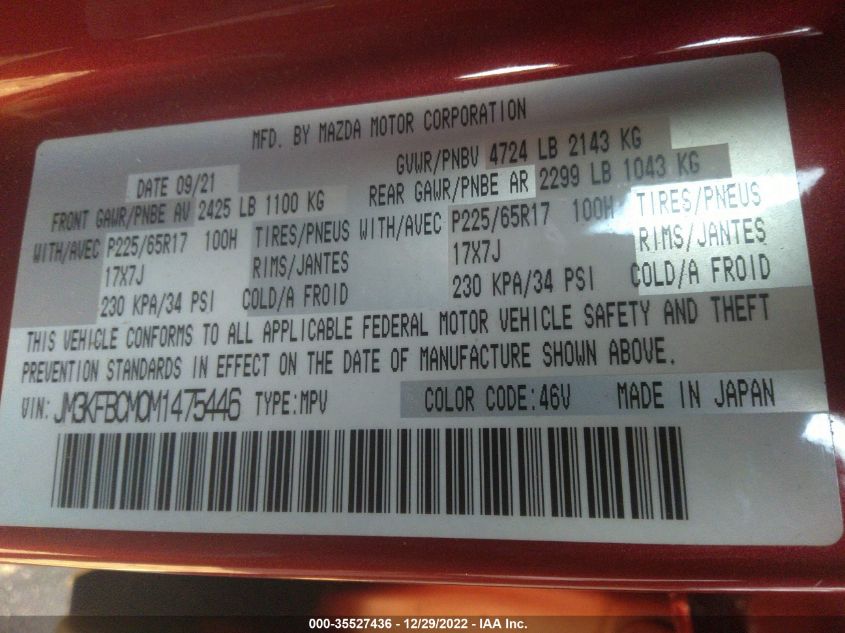 MFD. BY MAZDA MOTOR CORPORATION
DATE 09/21 GVWR/PNBV 4724 LB 2143 KG
FRONT GAWR/PNBE AV 2425 LB 1100 KG REAR GAWR/PNBE AR 2299 LB 1043 KG
WITH/AVEC P225/65R17 100H TIRES/PNEUS WITH/AVEC P225/65R17 100H TIRES/PNEUS
17X7J RIMS/JANTES 17X7J RIMS/JANTES
230 KPA/34 PSI COLD/A FROID 230 KPA/34 PSI COLD/A FROID
THIS VEHICLE CONFORMS TO ALL APPLICABLE FEDERAL MOTOR VEHICLE SAFETY AND THEFT
PREVENTION STANDARDS IN EFFECT ON THE DATE OF MANUFACTURE SHOWN ABOVE.
VIN: JM3KFBCM0M1475446 TYPE:MPV COLOR CODE:46V MADE IN JAPAN
000-35527436 - 12/29/2022 - IAA Inc.